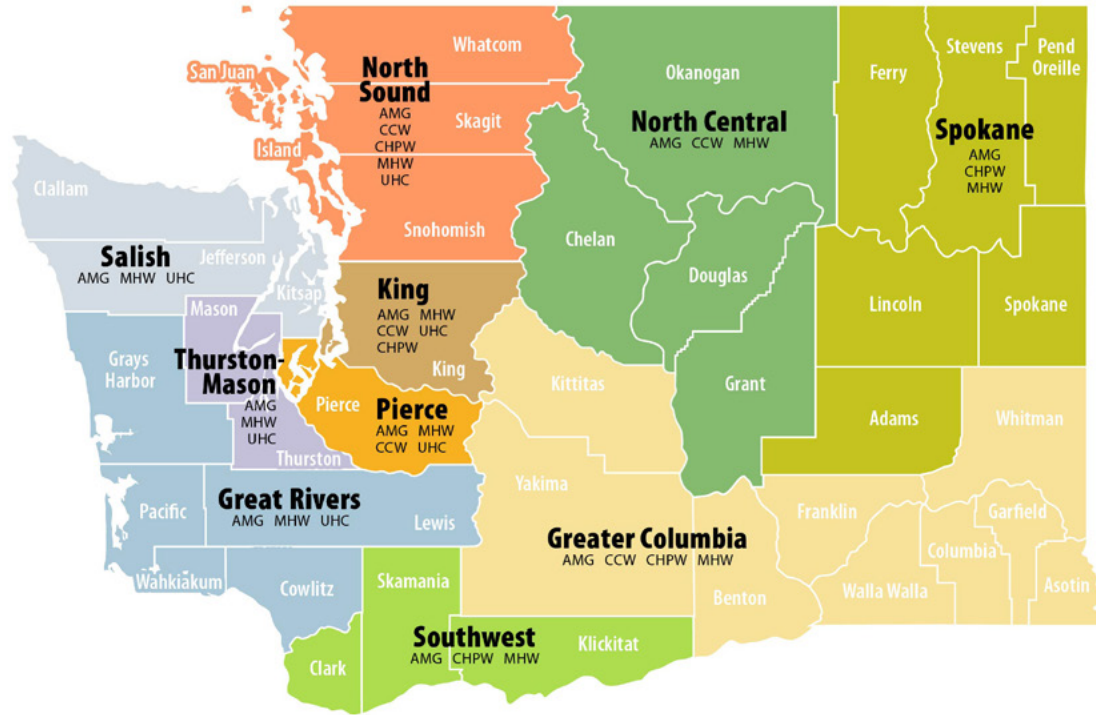 Whatcom
San Juan
North
Sound
AMG
CCW
CHPW
MHW
UHC
Skagit
Island
Snohomish
Okanogan
North Central
AMG CCW MHW
Chelan
Douglas
Grant
Ferry
Stevens
Pend
Oreille
Spokane
AMG
CHPW
MHW
Lincoln
Spokane
Adams
Clallam
Salish
AMG MHW UHC
Jefferson
Kitsap
King
AMG MHW
CCW UHC
CHPW
King
Mason
Thurston-
Mason
AMG
MHW
UHC
Thurston
Pierce
Pierce
AMG MHW
CCW UHC
Grays
Harbor
Pacific
Great Rivers
AMG MHW UHC
Lewis
Wahkiakum
Cowlitz
Kittitas
Yakima
Greater Columbia
AMG CCW CHPW MHW
Benton
Franklin
Whitman
Garfield
Columbia
Walla Walla
Asotin
Skamania
Southwest
AMG CHPW MHW
Klickitat
Clark